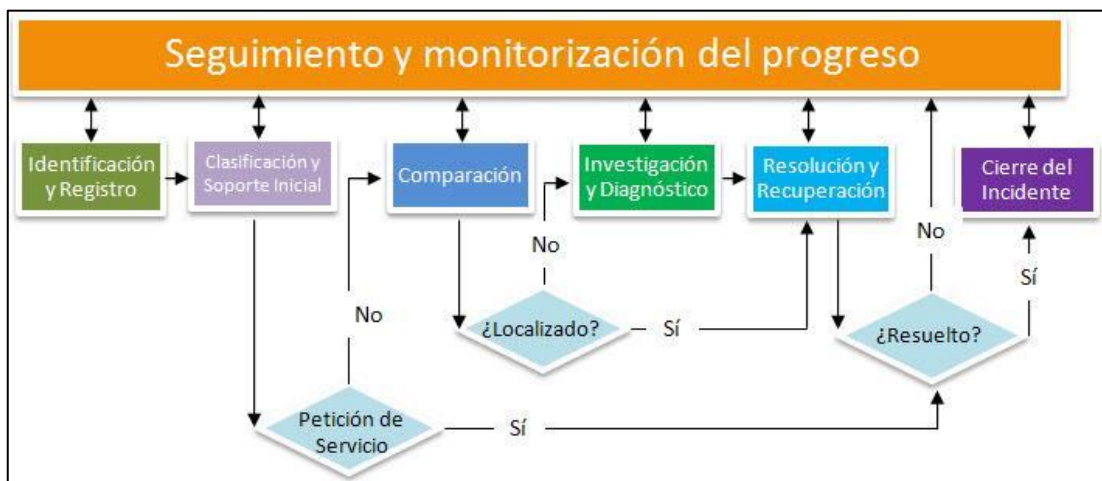 Seguimiento y monitorización del progreso
Identificación
y Registro
Clasificación y
Soporte Inicial
Comparación
Investigación
y Diagnóstico
Resolución y
Recuperación
Cierre del
Incidente
No
No
Sí
No
¿Localizado?
Sí
¿Resuelto?
Petición de
Servicio
Sí